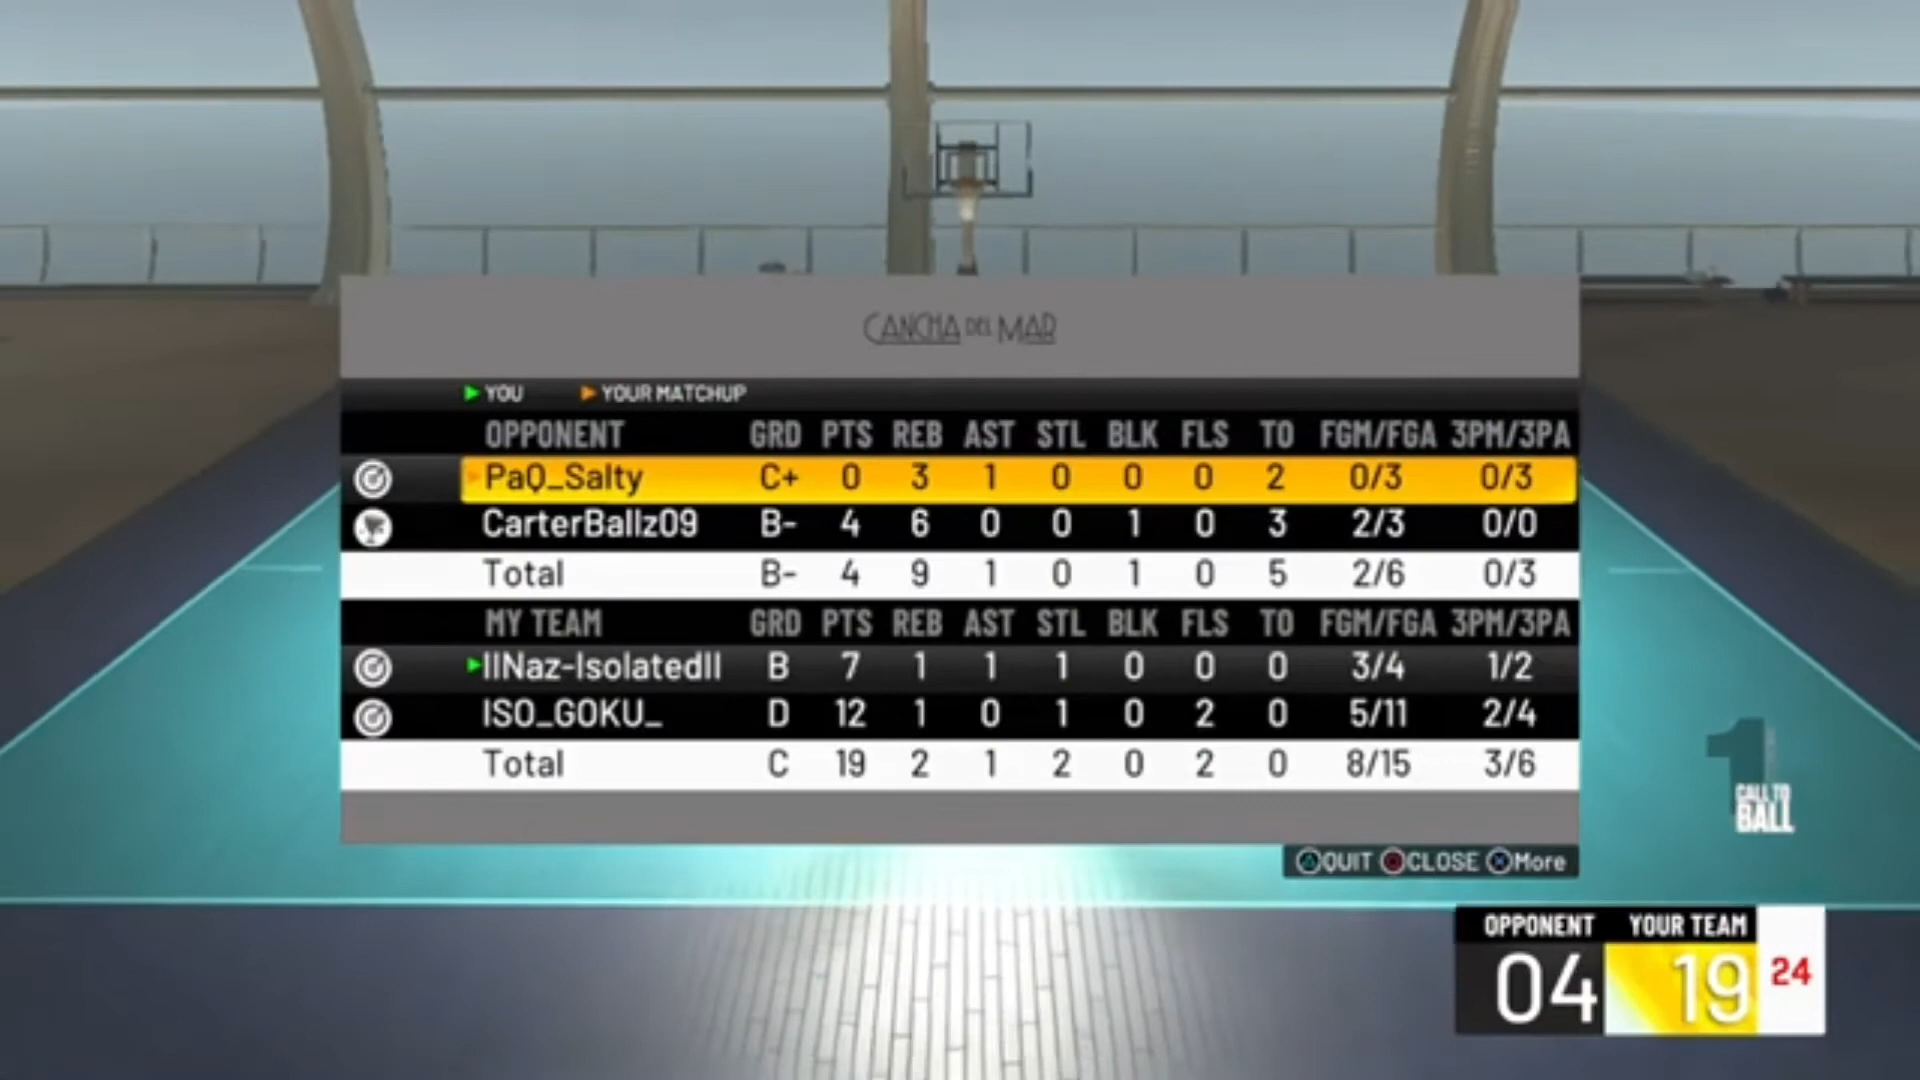 CANCHA DEL MAR
YOU YOUR MATCHUP
OPPONENT GRD PTS REB AST STL BLK FLS TO FGM/FGA 3PM/3PA
PaQ_Salty C+ 0 3 1 0 0 0 2 0/3 0/3
CarterBallz09 B- 4 6 0 0 1 0 3 2/3 0/0
Total B- 4 9 1 0 1 0 5 2/6 0/3
MY TEAM GRD PTS REB AST STL BLK FLS TO FGM/FGA 3PM/3PA
IINaz-IsolatedII B 7 1 1 1 0 0 0 3/4 1/2
ISO_GOKU_ D 12 1 0 1 0 2 0 5/11 2/4
Total C 19 2 1 2 0 2 0 8/15 3/6
1
CALL TO
BALL
QUIT CLOSE More
OPPONENT YOUR TEAM
04 19 24